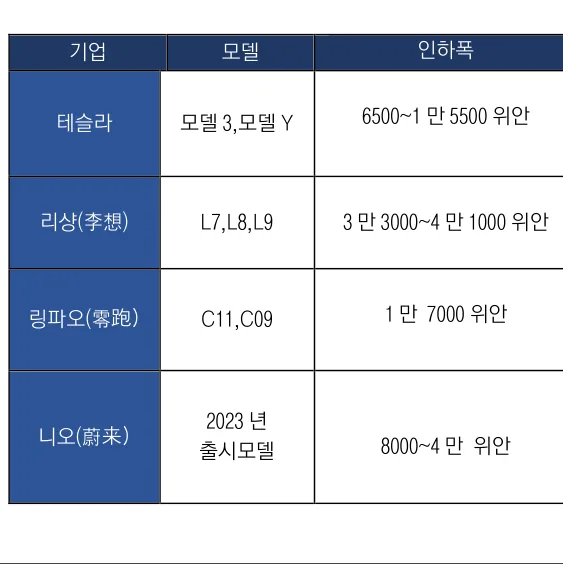 기업 모델 인하폭
테슬라 모델 3,모델 Y 6500~1 만 5500 위안
리샹(李想) L7,L8,L9 3 만 3000~4 만 1000 위안
링파오(零跑) C11,C09 1 만 7000 위안
니오(蔚来) 2023 년
출시모델 8000~4 만 위안